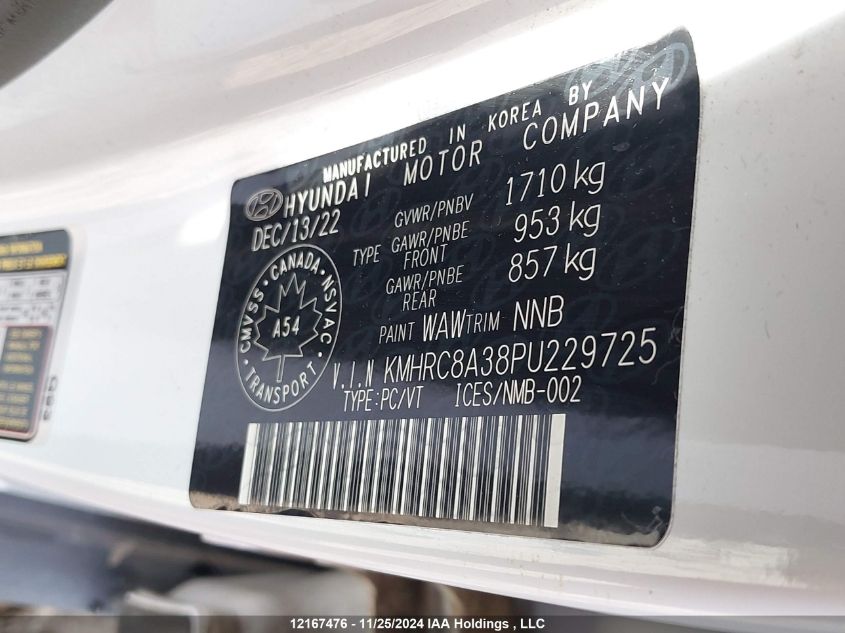 MANUFACTURED IN KOREA BY
HYUNDAI MOTOR COMPANY
DEC/13/22
GVWR/PNBV 1710 kg
TYPE GAWR/PNBE FRONT 953 kg
GAWR/PNBE REAR 857 kg
CANADA · NSVAC · TRANSPORT · CMVSS
A54
PAINT WAW TRIM NNB
V.I.N KMHRC8A38PU229725
TYPE:PC/VT ICES/NMB-002
12167476 - 11/25/2024 IAA Holdings , LLC